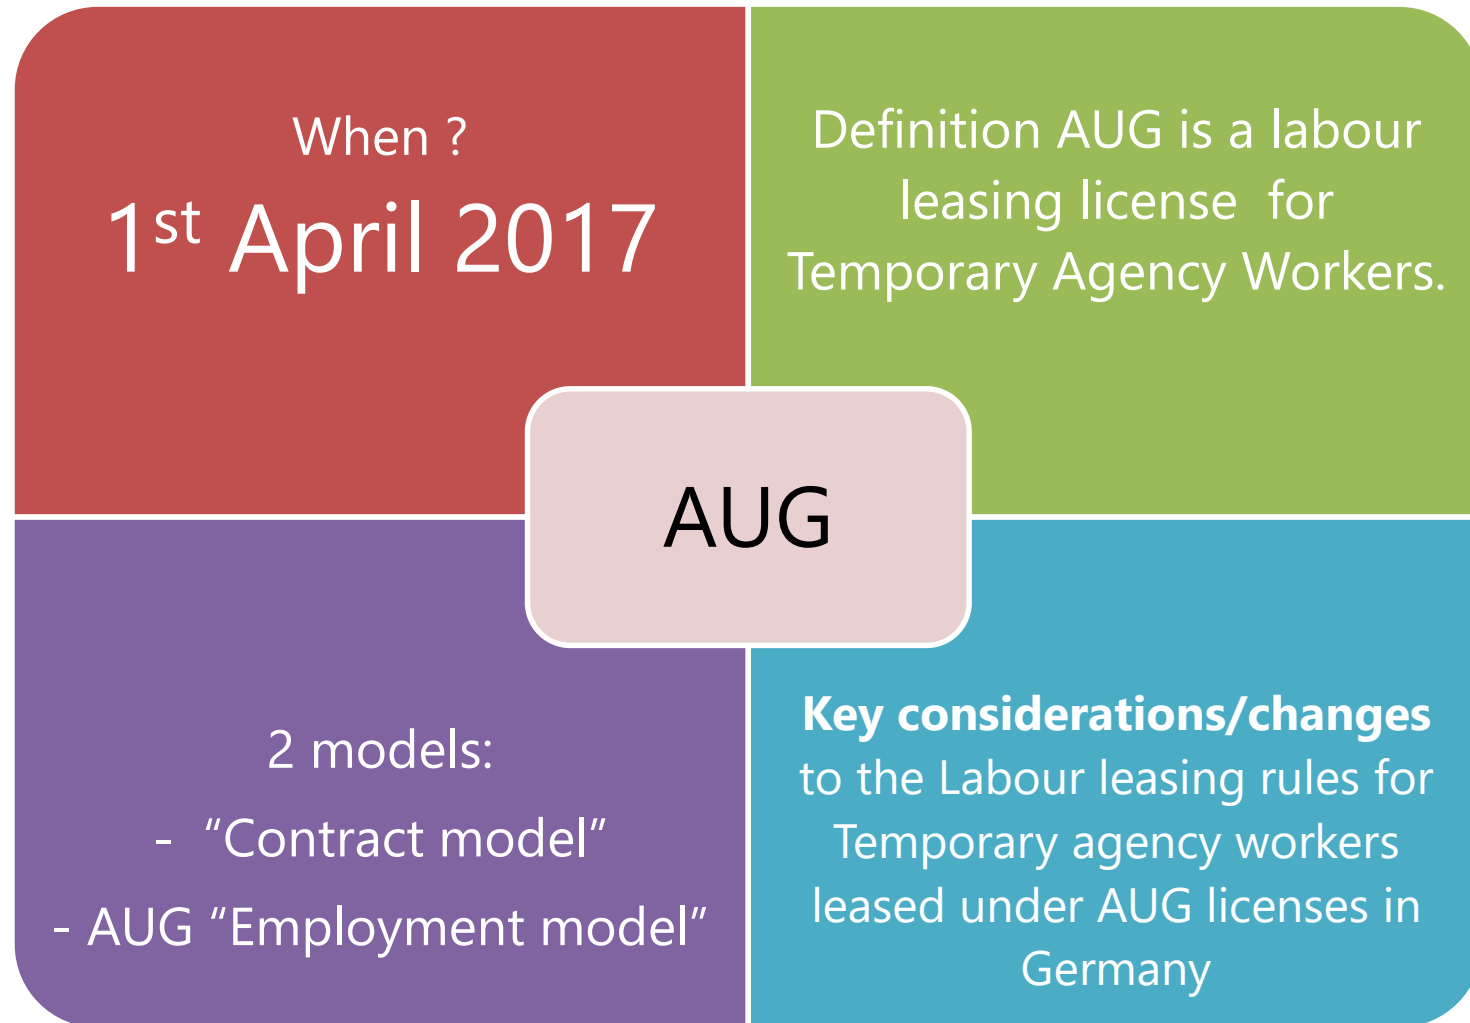 When ?
1st April 2017
Definition AUG is a labour
leasing license for
Temporary Agency Workers.
AUG
2 models:
- “Contract model”
- AUG “Employment model”
Key considerations/changes
to the Labour leasing rules for
Temporary agency workers
leased under AUG licenses in
Germany